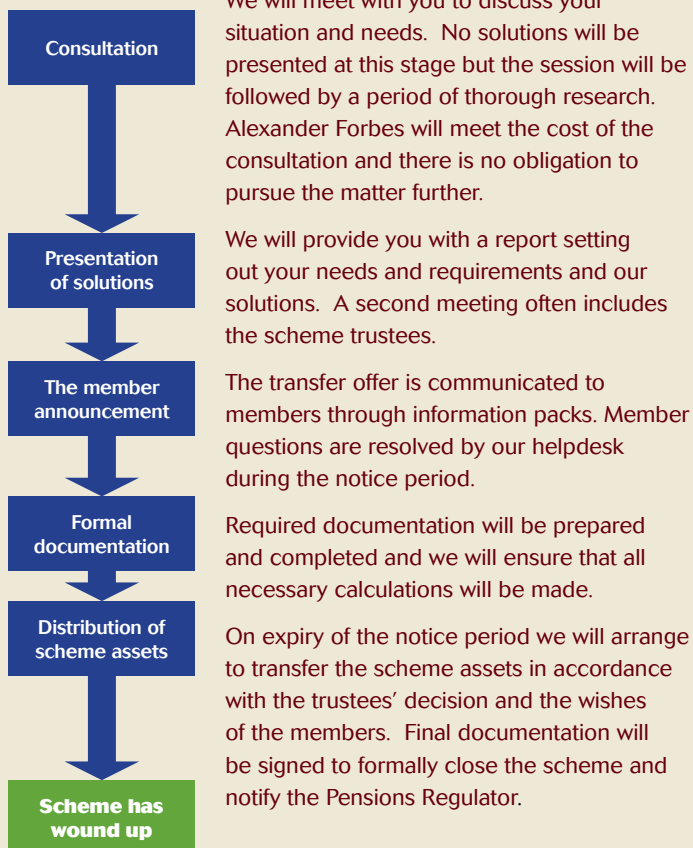 We will meet with you to discuss your
Consultation
situation and needs. No solutions will be
presented at this stage but the session will be
followed by a period of thorough research.
Alexander Forbes will meet the cost of the
consultation and there is no obligation to
pursue the matter further.
Presentation
of solutions
We will provide you with a report setting
out your needs and requirements and our
solutions. A second meeting often includes
the scheme trustees.
The member
announcement
The transfer offer is communicated to
members through information packs. Member
questions are resolved by our helpdesk
during the notice period.
Formal
documentation
Required documentation will be prepared
and completed and we will ensure that all
necessary calculations will be made.
Distribution of
scheme assets
On expiry of the notice period we will arrange
to transfer the scheme assets in accordance
with the trustees’ decision and the wishes
of the members. Final documentation will
be signed to formally close the scheme and
notify the Pensions Regulator.
Scheme has
wound up